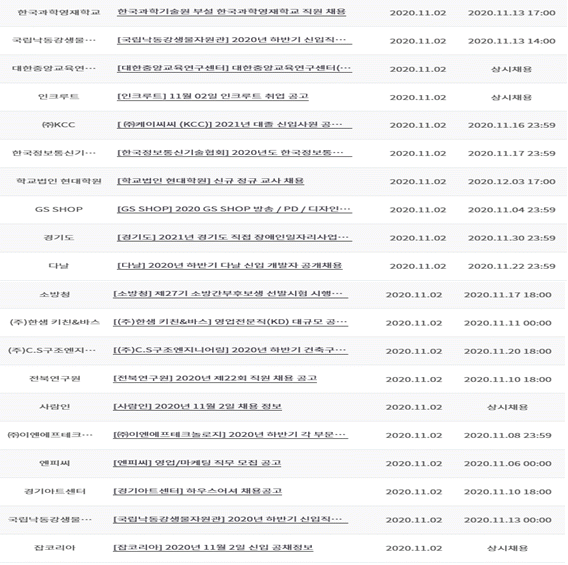 한국과학영재학교 한국과학기술원 부설 한국과학영재학교 직원 채용 2020.11.02 2020.11.13 17:00
국립낙동강생물··· [국립낙동강생물자원관] 2020년 하반기 신입직··· 2020.11.02 2020.11.13 14:00
대한중앙교육연··· [대한중앙교육연구센터] 대한중앙교육연구센터(··· 2020.11.02 상시채용
인크루트 [인크루트] 11월 02일 인크루트 취업 공고 2020.11.02 상시채용
㈜KCC [ ㈜케이씨씨 (KCC)] 2021년 대졸 신입사원 공··· 2020.11.02 2020.11.16 23:59
한국정보통신기··· [한국정보통신기술협회] 2020년도 한국정보통··· 2020.11.02 2020.11.17 23:59
학교법인 현대학원 [학교법인 현대학원] 신규 정규 교사 채용 2020.11.02 2020.12.03 17:00
GS SHOP [GS SHOP] 2020 GS SHOP 방송 / PD / 디자인··· 2020.11.02 2020.11.04 23:59
경기도 [경기도] 2021년 경기도 직접 장애인일자리사업··· 2020.11.02 2020.11.30 23:59
다날 [다날] 2020년 하반기 다날 신입 개발자 공개채용 2020.11.02 2020.11.22 23:59
소방청 [소방청] 제27기 소방간부후보생 선발시험 시행··· 2020.11.02 2020.11.17 18:00
(주)한샘 키친&바스 [(주)한샘 키친&바스] 영업전문직(KD) 대규모 공··· 2020.11.02 2020.11.11 00:00
(주)C.S구조엔지··· [(주)C.S구조엔지니어링] 2020년 하반기 건축구··· 2020.11.02 2020.11.20 18:00
전북연구원 [전북연구원] 2020년 제22회 직원 채용 공고 2020.11.02 2020.11.10 18:00
사람인 [사람인] 2020년 11월 2일 채용 정보 2020.11.02 상시채용
㈜이엔에프테크··· [㈜이엔에프테크놀로지] 2020년 하반기 각 부문··· 2020.11.02 2020.11.08 23:59
엔피씨 [엔피씨] 영업/마케팅 직무 모집 공고 2020.11.02 2020.11.06 00:00
경기아트센터 [경기아트센터] 하우스어셔 채용공고 2020.11.02 2020.11.10 18:00
국립낙동강생물··· [국립낙동강생물자원관] 2020년 하반기 신입직··· 2020.11.02 2020.11.13 00:00
잡코리아 [잡코리아] 2020년 11월 2일 신입 공채정보 2020.11.02 상시채용